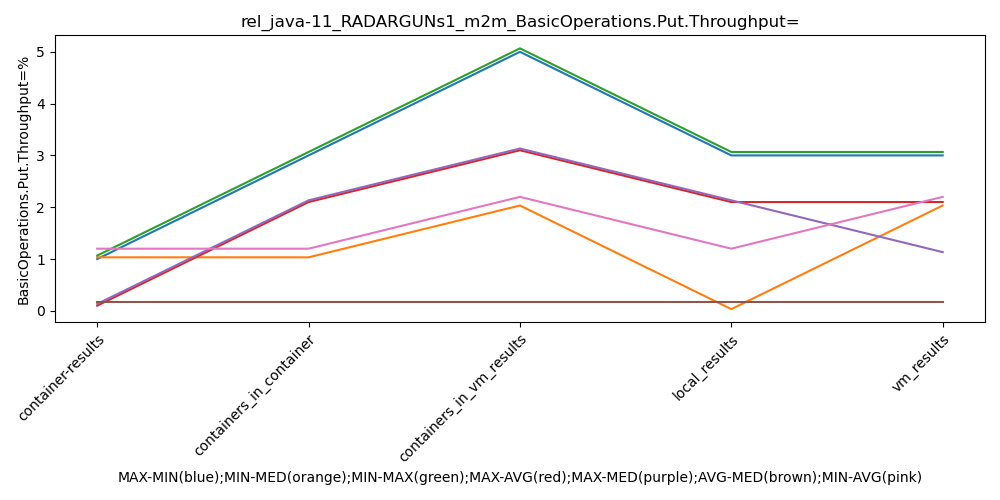 rel_java-11_RADARGUNs1_m2m_BasicOperations.Put.Throughput=
BasicOperations.Put.Throughput=%
5
4
3
2
1
0
container-results
containers_in_container
containers_in_vm_results
local_results
vm_results
MAX-MIN(blue);MIN-MED(orange);MIN-MAX(green);MAX-AVG(red);MAX-MED(purple);AVG-MED(brown);MIN-AVG(pink)